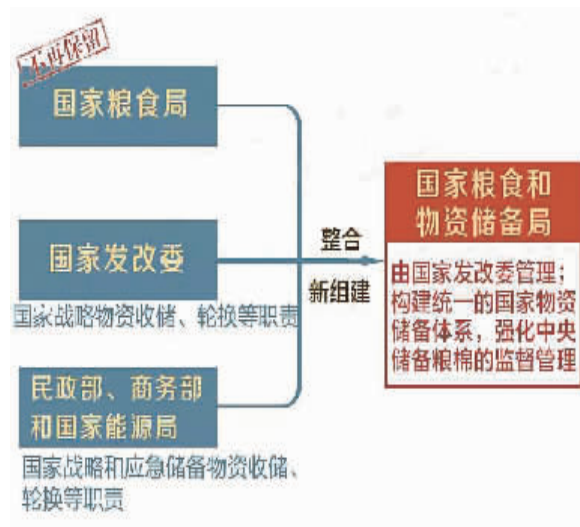 不再保留
国家粮食局
国家发改委
国家战略物资收储、轮换等职责
民政部、商务部
和国家能源局
国家战略和应急储备物资收储、
轮换等职责
整合
新组建
国家粮食和
物资储备局
由国家发改委管理；
构建统一的国家物资
储备体系，强化中央
储备粮棉的监督管理